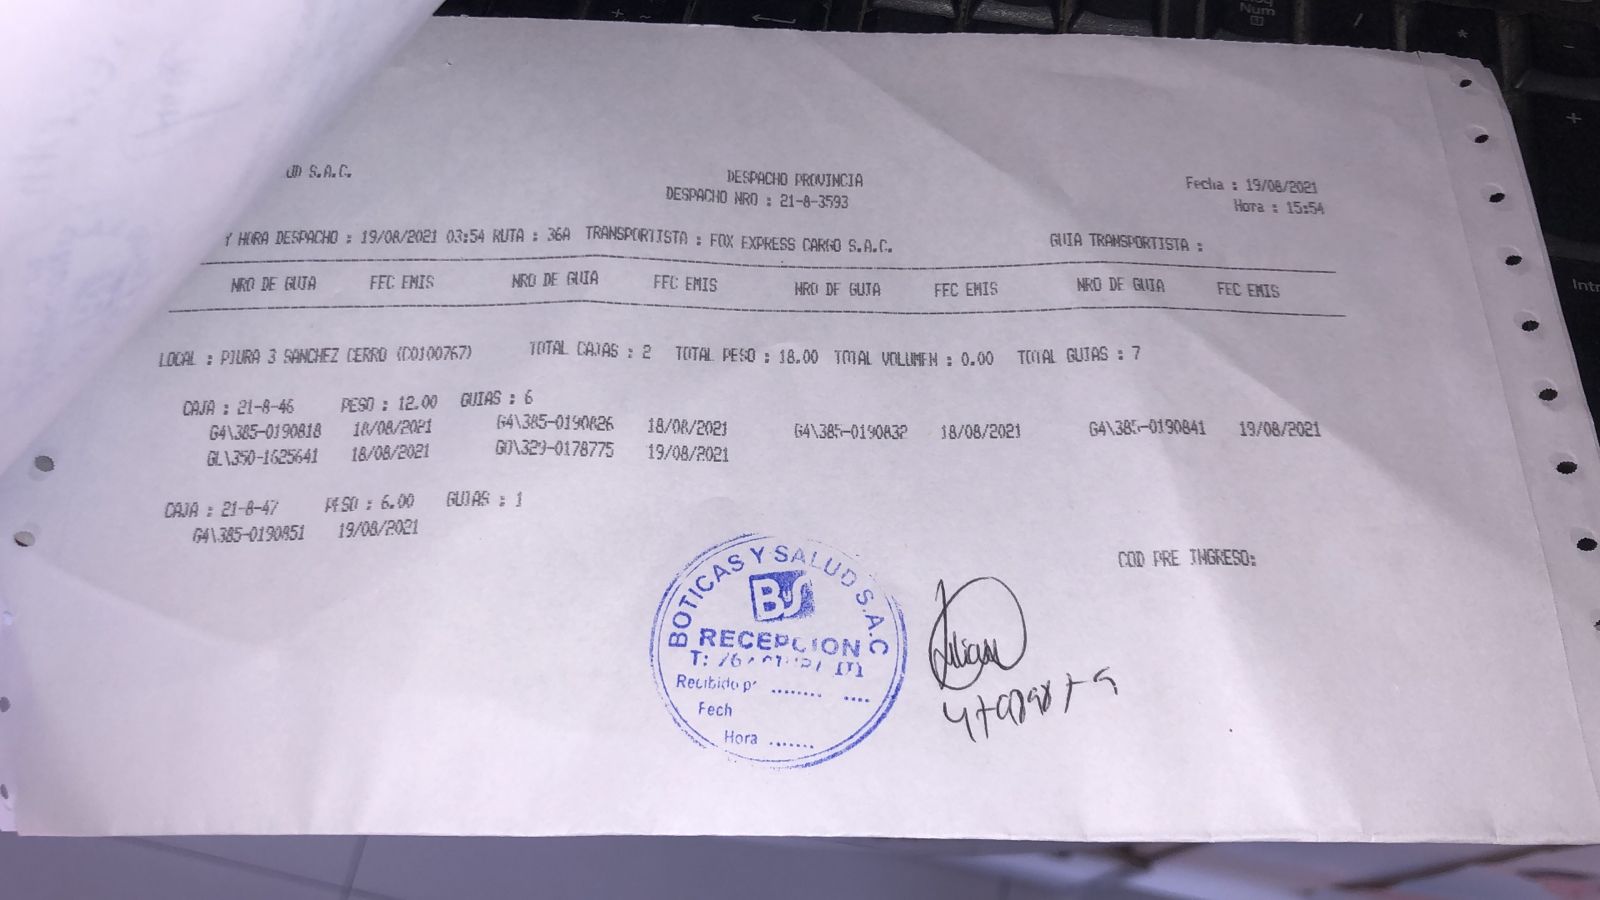 JD S.A.C.
DESPACHO PROVINCIA
Fecha : 19/08/2021
DESPACHO NRO : 21-8-3593
Hora : 15:54
Y HORA DESPACHO : 19/08/2021 03:54 RUTA : 36A TRANSPORTISTA : FOX EXPRESS CARGO S.A.C. GUIA TRANSPORTISTA :
NRO DE GUIA FEC EMIS NRO DE GUIA FEC EMIS NRO DE GUIA FEC EMIS NRO DE GUIA FEC EMIS
LOCAL : PIURA 3 SANCHEZ CERRO (C0100767) TOTAL CAJAS : 2 TOTAL PESO : 18.00 TOTAL VOLUMEN : 0.00 TOTAL GUIAS : 7
CAJA : 21-8-46 PESO : 12.00 GUIAS : 6
G4\385-0190818 18/08/2021 G4\385-0190826 18/08/2021 G4\385-0190832 18/08/2021 G4\385-0190841 19/08/2021
GL\350-1625641 18/08/2021 GO\329-0178775 19/08/2021
CAJA : 21-8-47 PESO : 6.00 GUIAS : 1
G4\385-0190851 19/08/2021
COD PRE INGRESO:
BOTICAS Y SALUD S.A.C
ByS
RECEPCION
T:
Recibido p
Fech
Hora .......